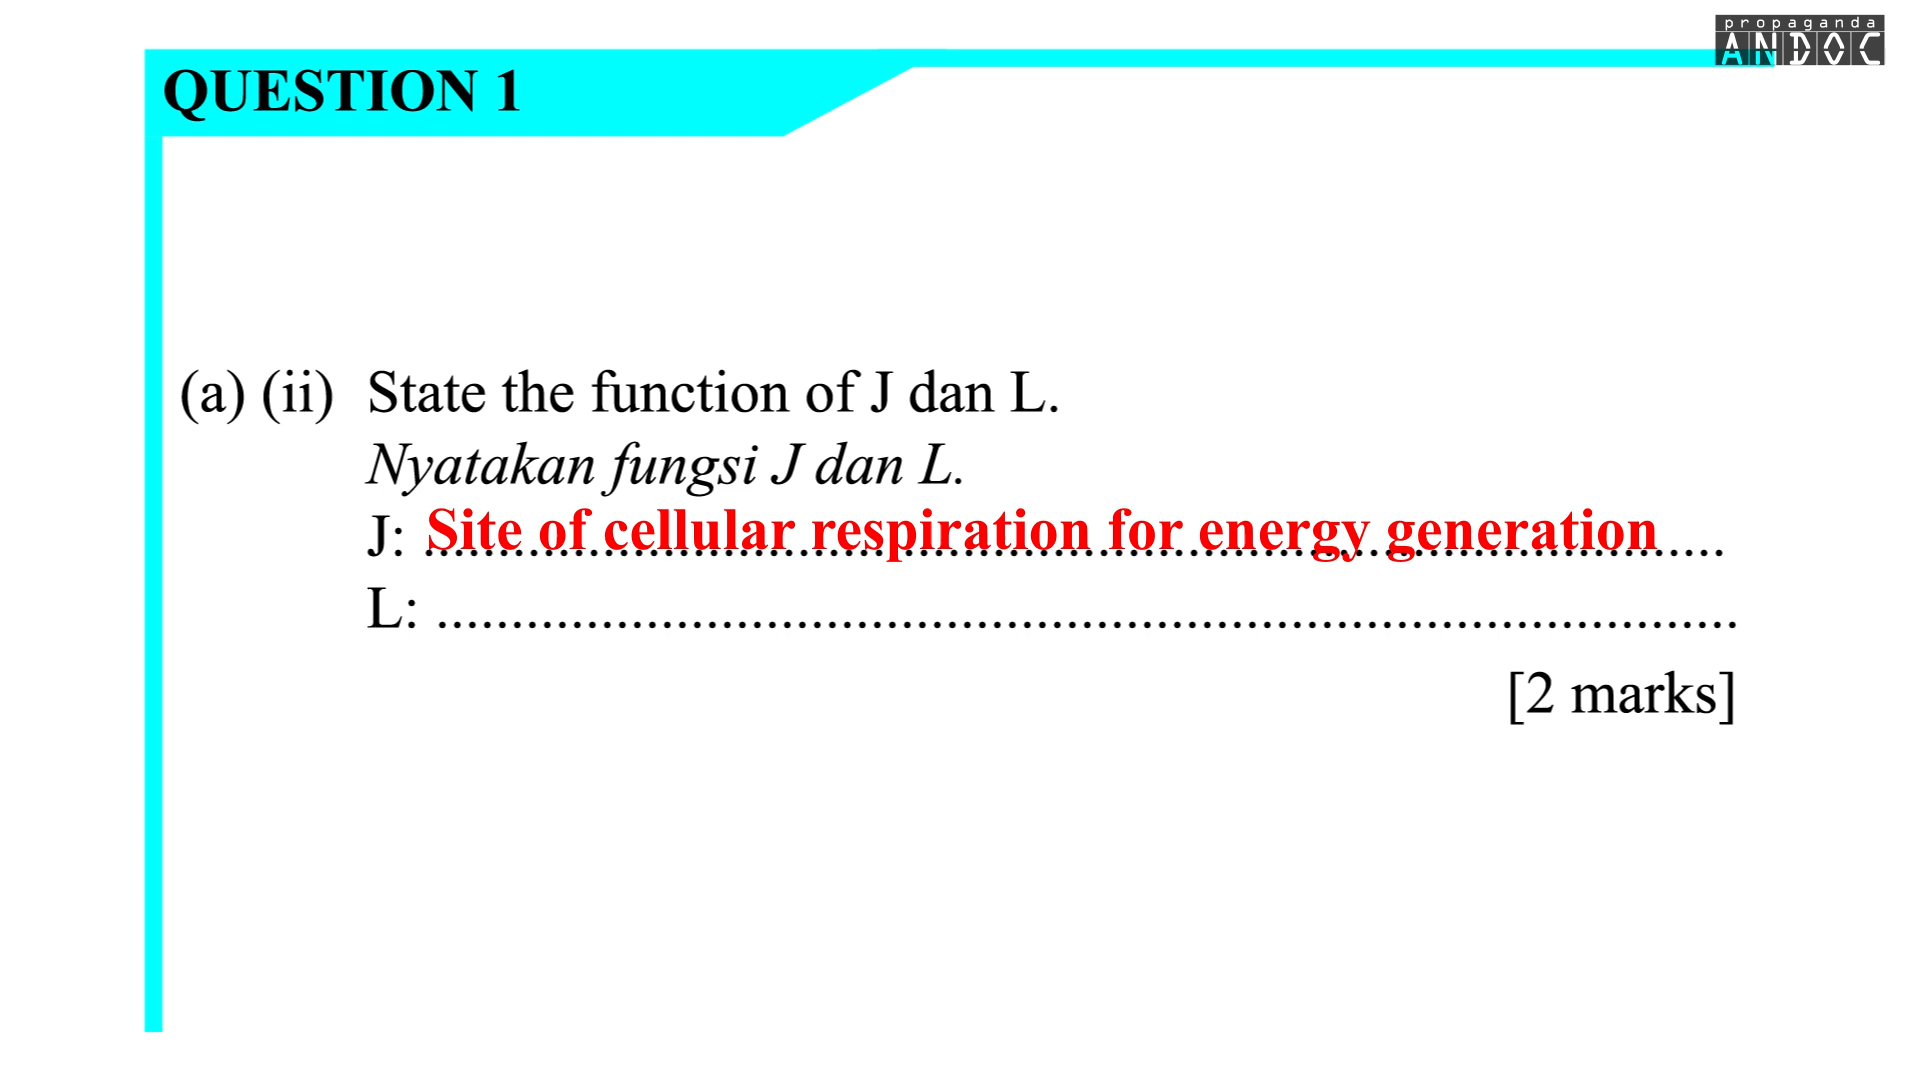 propaganda
ANDOC
QUESTION 1
(a) (ii) State the function of J dan L.
Nyatakan fungsi J dan L.
J: Site of cellular respiration for energy generation
L: ........................................................................................
[2 marks]